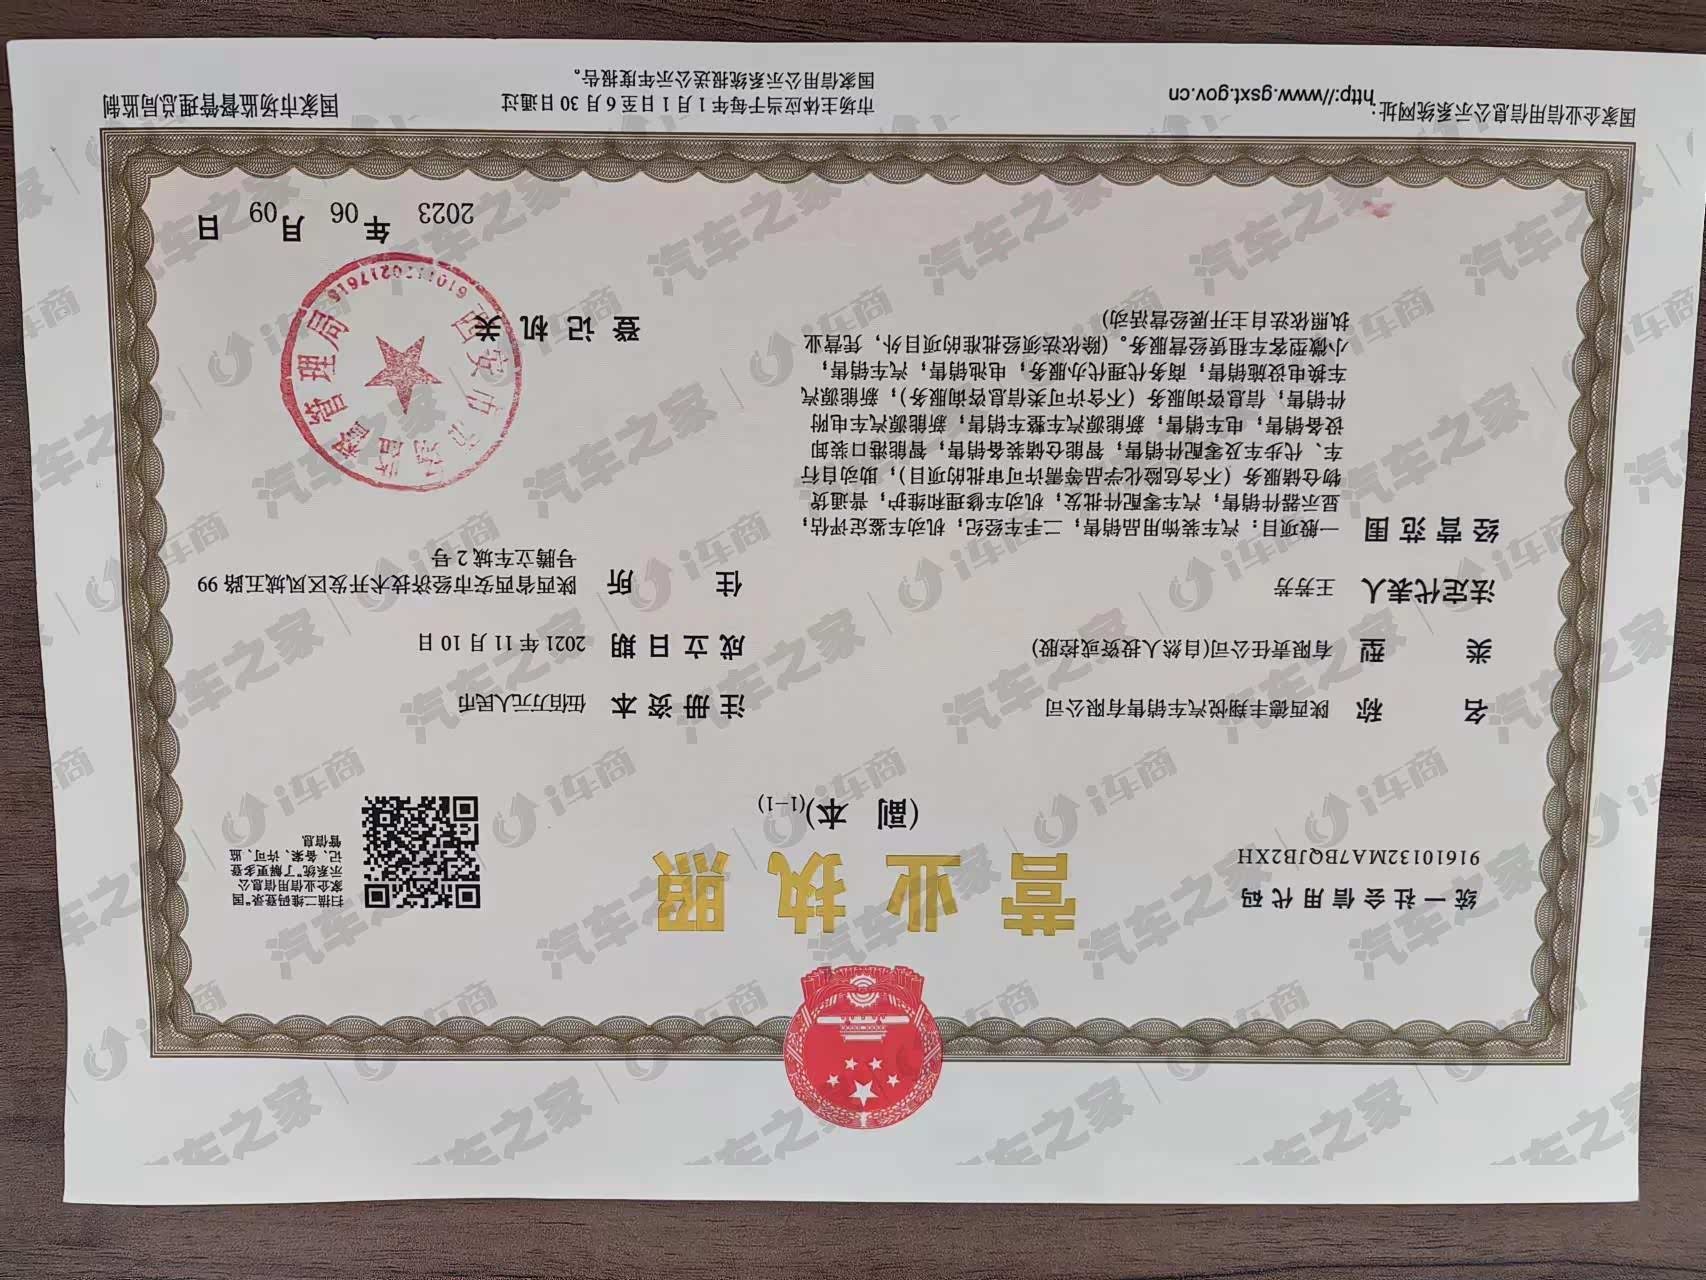 营业执照
(副 本)(1-1)
统一社会信用代码
91610132MA7BQJB2XH
扫描二维码登录"国
家企业信用信息公
示系统"了解更多登
记、备案、许可、监
管信息
名 称 陕西德丰翔悦汽车销售有限公司
类 型 有限责任公司(自然人投资或控股)
法定代表人 王芳芳
经营范围 一般项目：汽车装饰用品销售；二手车经纪；机动车鉴定评估；
显示器件销售；汽车零配件批发；机动车修理和维护；普通货
物仓储服务（不含危险化学品等需许可审批的项目）；助动自行
车、代步车及零配件销售；智能仓储装备销售；智能港口装卸
设备销售；电车销售；新能源汽车整车销售；新能源汽车电附
件销售；信息咨询服务（不含许可类信息咨询服务）；新能源汽
车换电设施销售；商务代理代办服务；电池销售；汽车销售；
小微型客车租赁经营服务。（除依法须经批准的项目外，凭营业
执照依法自主开展经营活动）
注册资本 伍佰万元人民币
成立日期 2021年11月10日
住 所 陕西省西安市经济技术开发区凤城五路99
号腾立车城2号
登记机关
2023 年 06 月 09 日
国家企业信用信息公示系统网址：http://www.gsxt.gov.cn
市场主体应当于每年1月1日至6月30日通过
国家信用公示系统报送公示年度报告。
国家市场监督管理总局监制
汽车之家 i车商